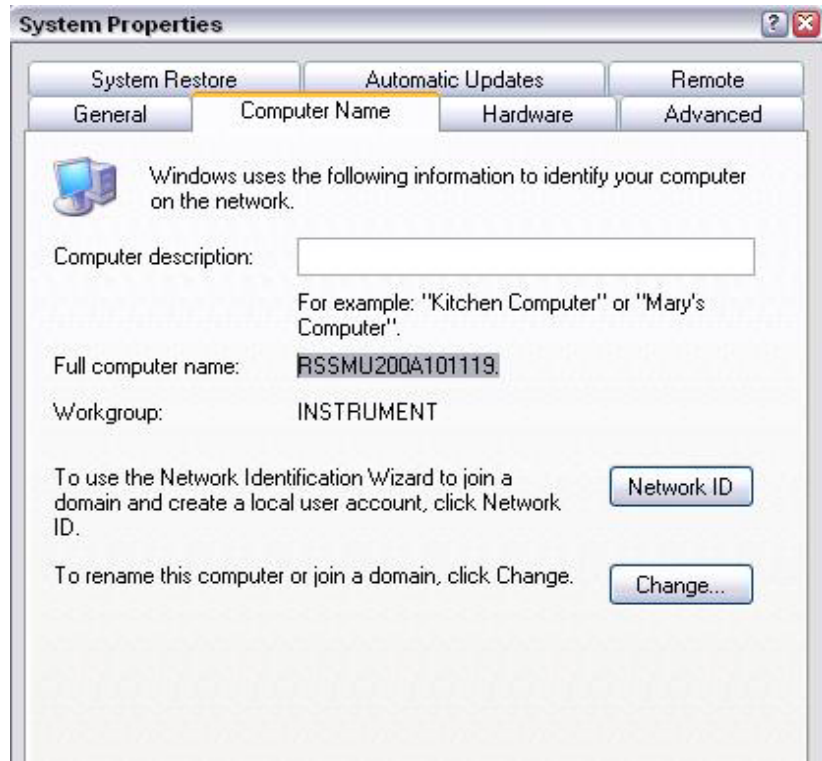 System Properties
System Restore
Automatic Updates
Remote
General
Computer Name
Hardware
Advanced
Windows uses the following information to identify your computer
on the network.
Computer description:
For example: "Kitchen Computer" or "Mary's
Computer".
Full computer name:
RSSMU200A101119.
Workgroup:
INSTRUMENT
To use the Network Identification Wizard to join a
domain and create a local user account, click Network
ID.
Network ID
To rename this computer or join a domain, click Change.
Change...